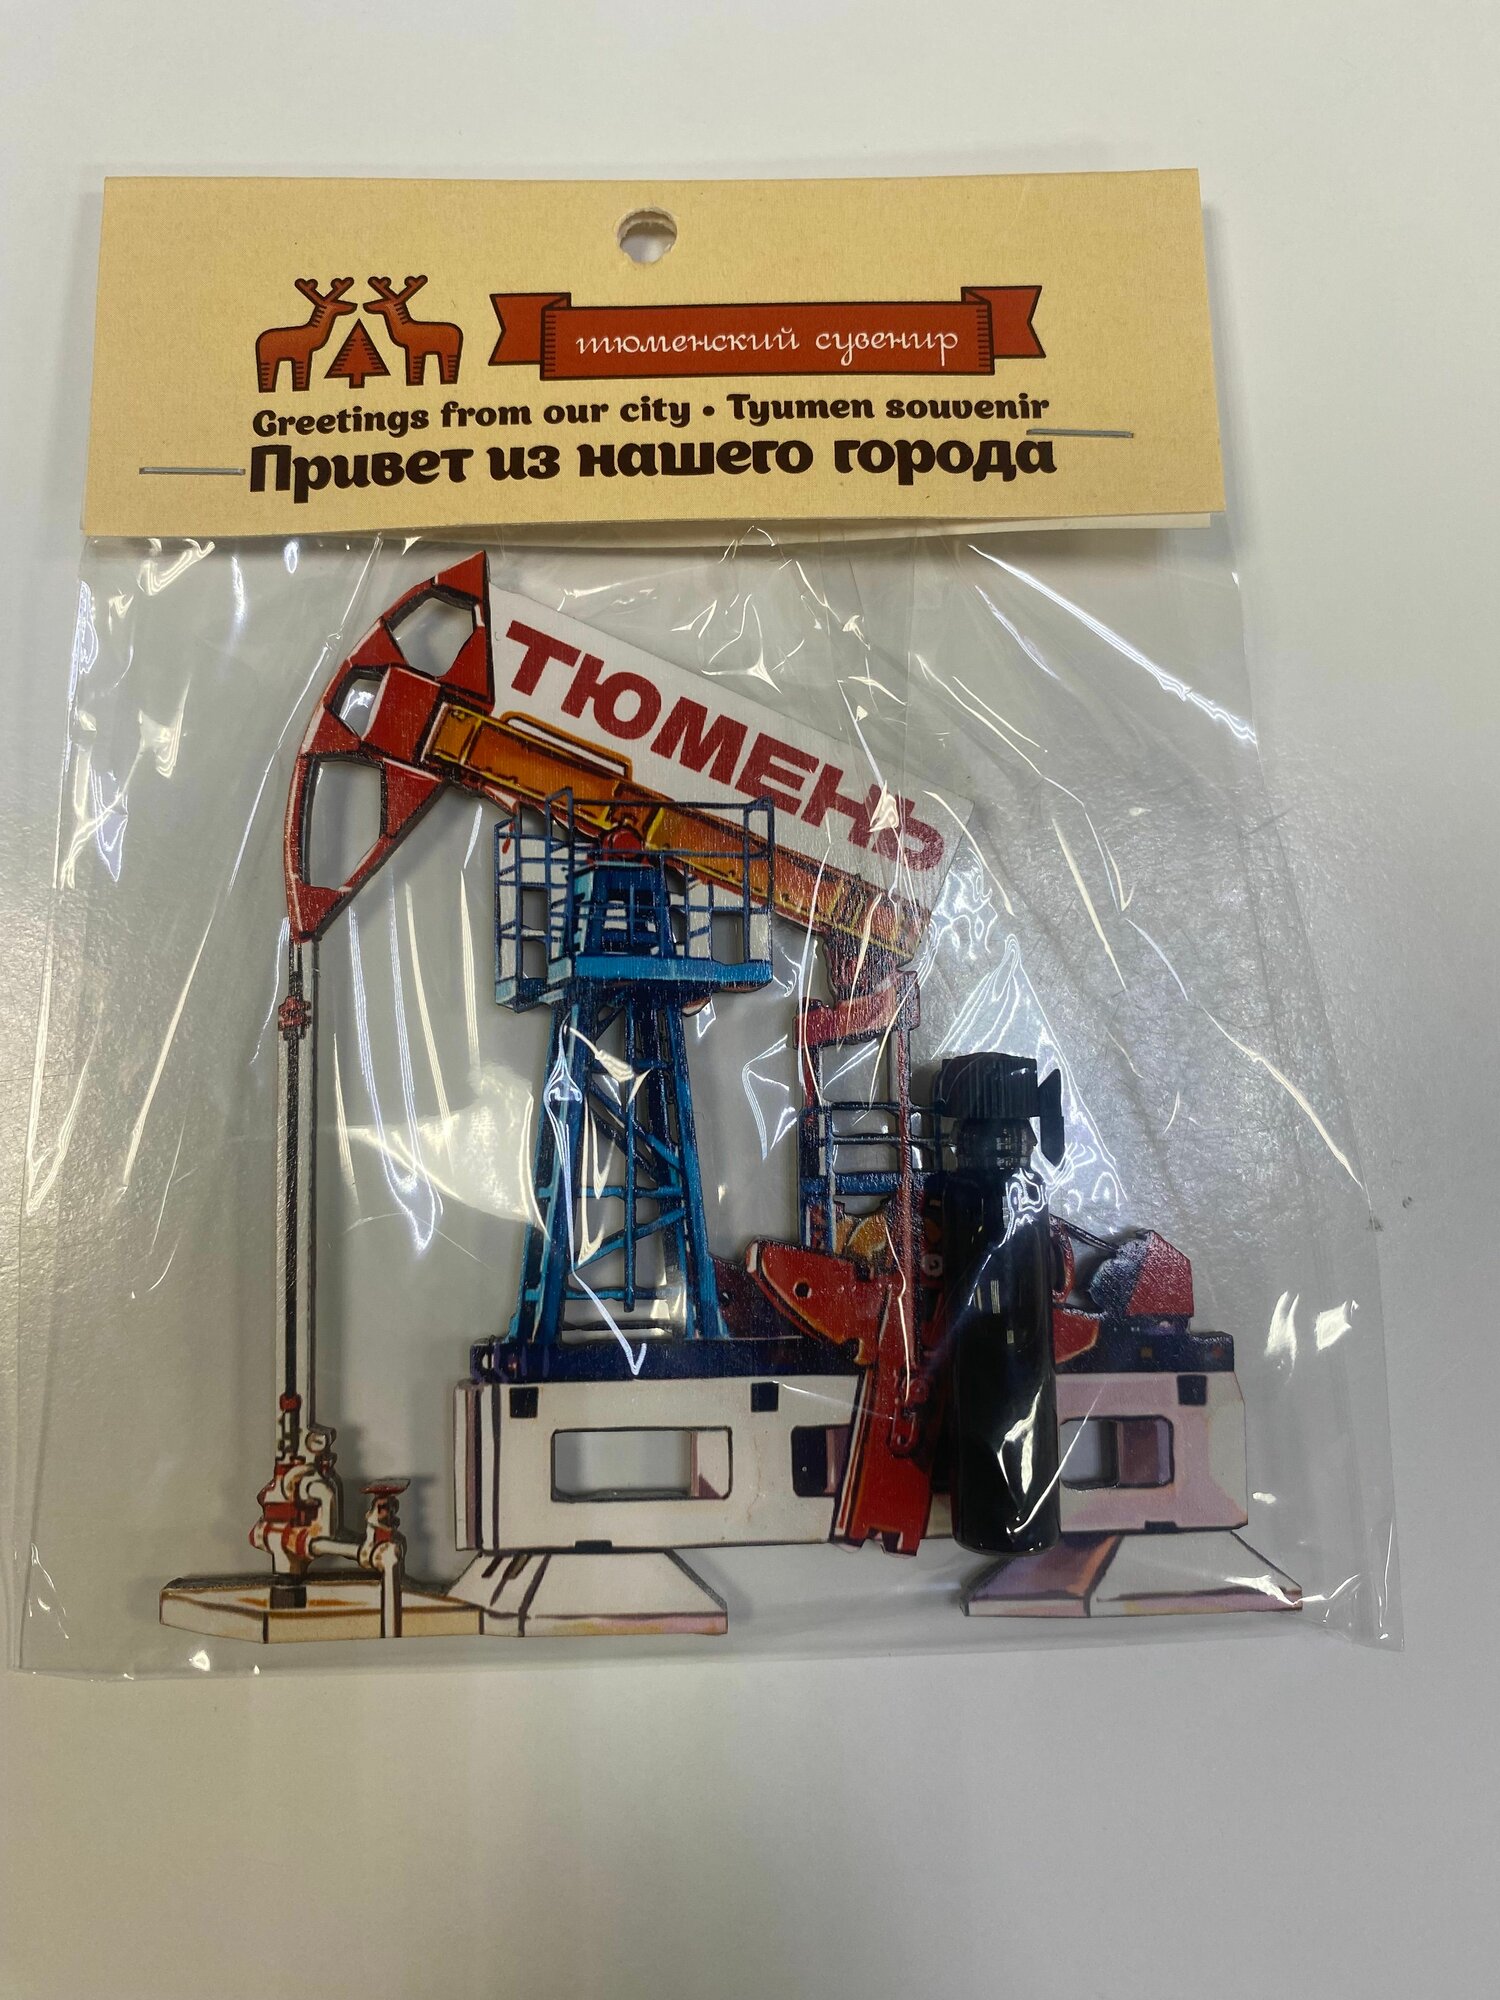 тюменский сувенир
Greetings from our city • Tyumen souvenir
Привет из нашего города
ТЮМЕНЬ